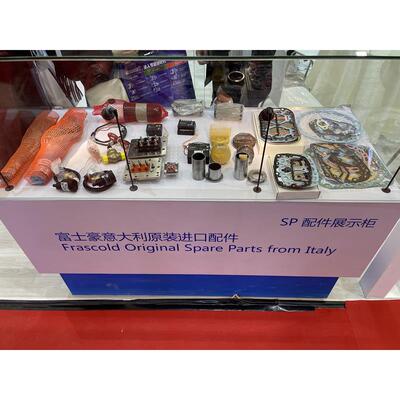 SP 配件展示柜
富士豪意大利原装进口配件
Frascold Original Spare Parts from Italy